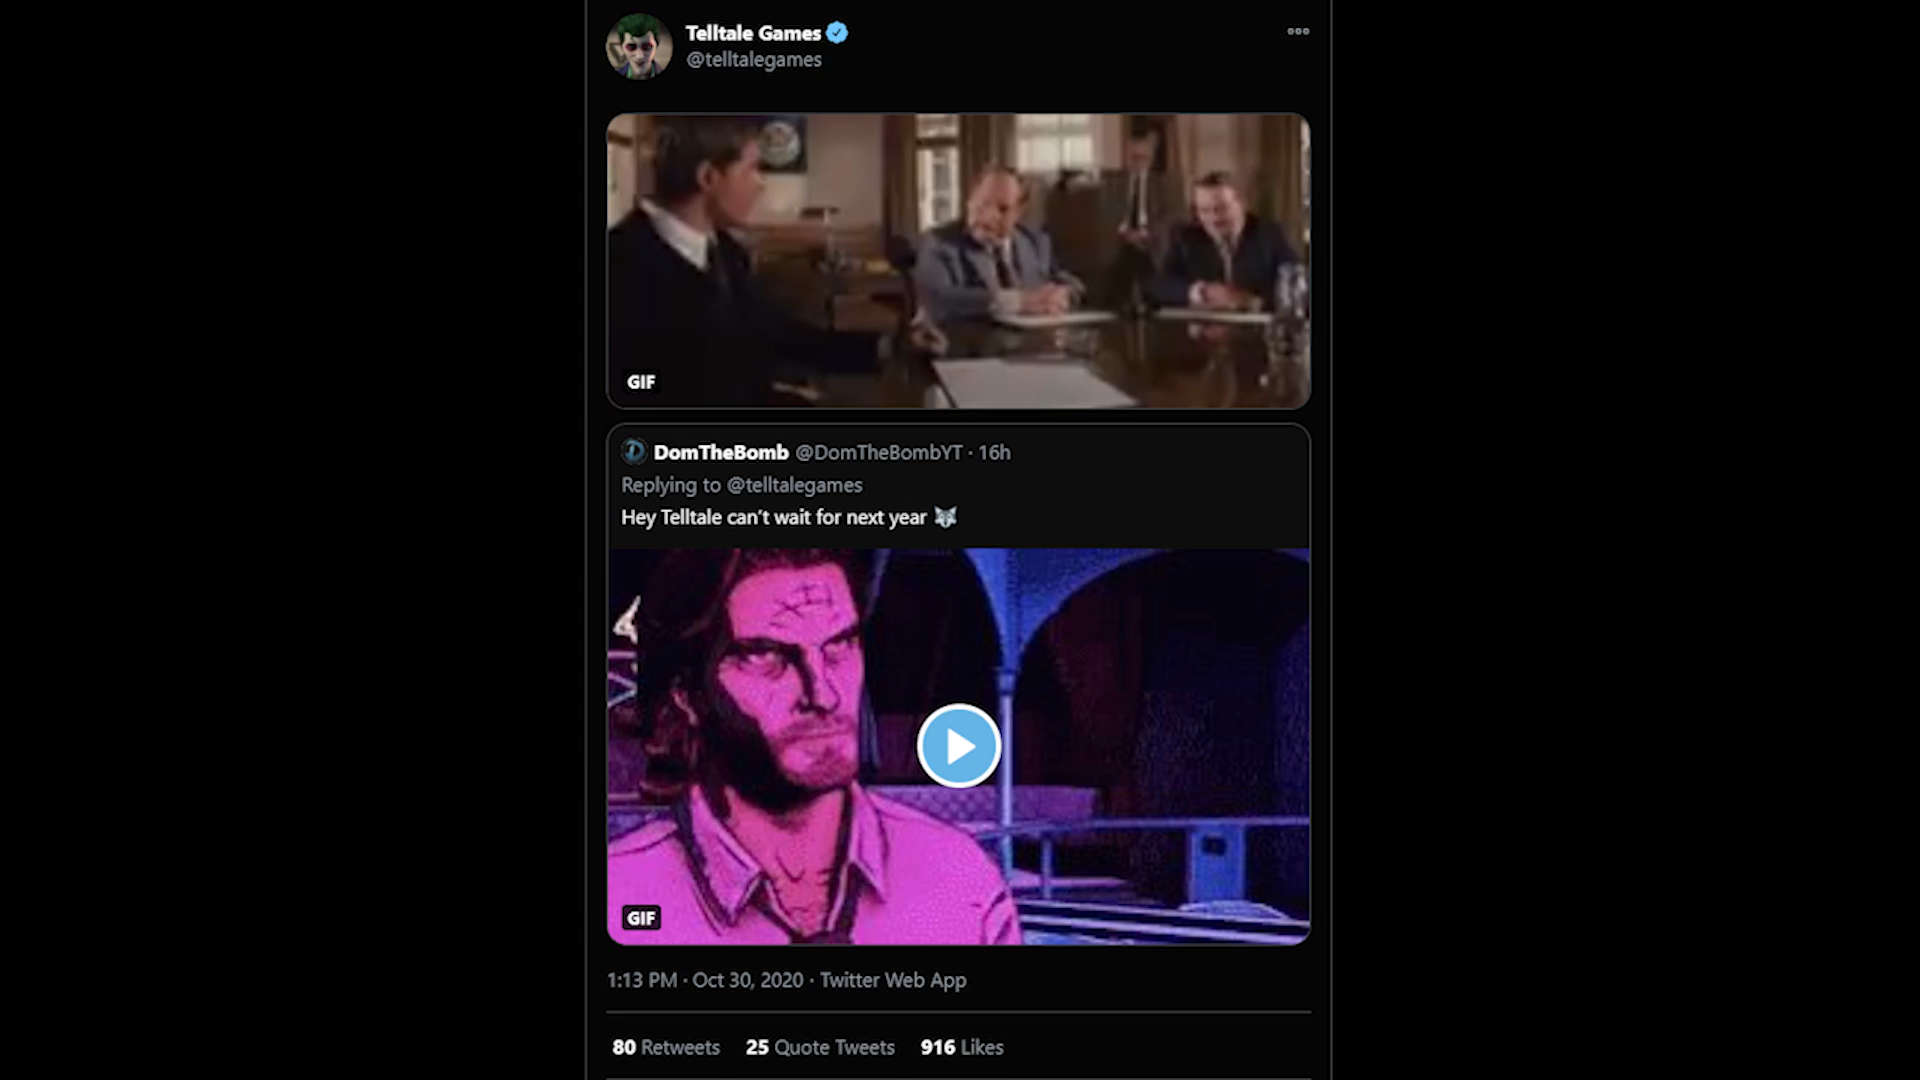 Telltale Games
@telltalegames
GIF
DomTheBomb @DomTheBombYT · 16h
Replying to @telltalegames
Hey Telltale can't wait for next year 🐺
GIF
1:13 PM · Oct 30, 2020 · Twitter Web App
80 Retweets 25 Quote Tweets 916 Likes